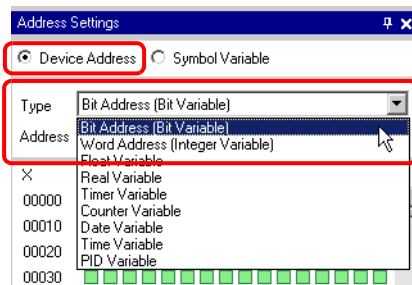 Address Settings
Device Address Symbol Variable
Type Bit Address (Bit Variable)
Bit Address (Bit Variable)
Address Word Address (Integer Variable)
Float Variable
X Real Variable
00000 Timer Variable
Counter Variable
00010 Date Variable
00020 Time Variable
PID Variable
00030